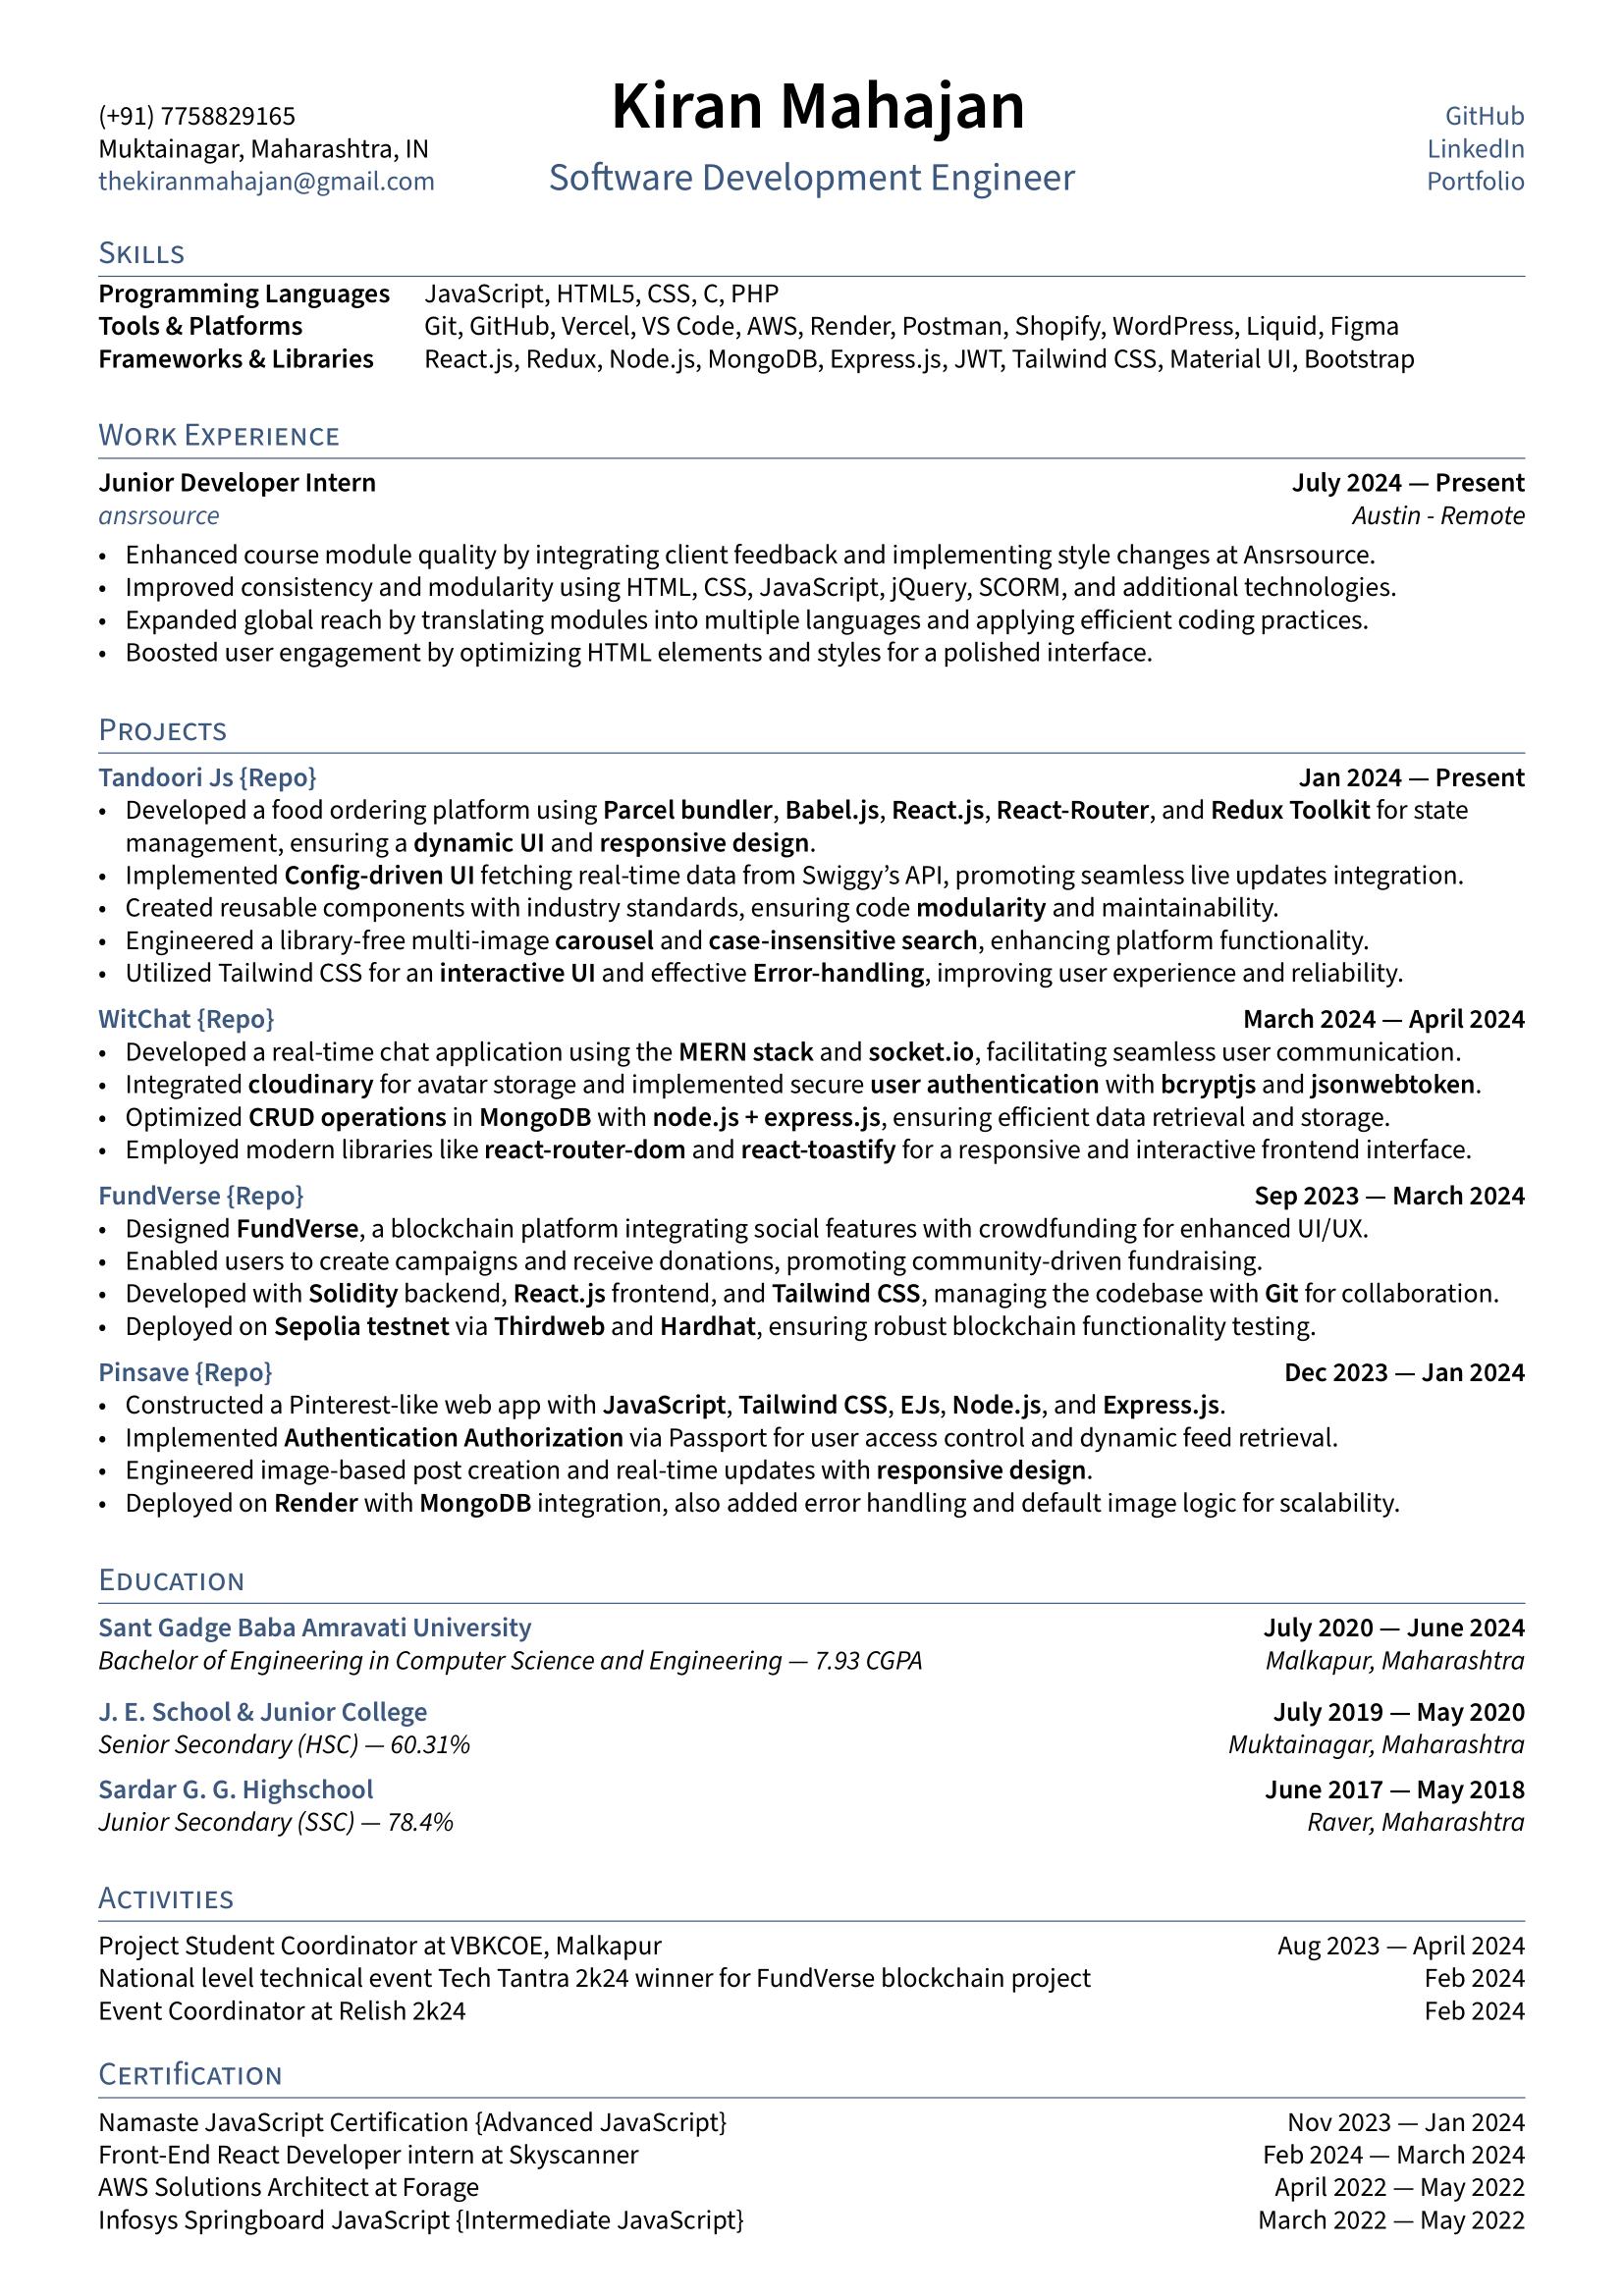 Kiran Mahajan
Software Development Engineer
(+91) 7758829165
Muktainagar, Maharashtra, IN
thekiranmahajan@gmail.com
GitHub
LinkedIn
Portfolio
Skills
Programming Languages JavaScript, HTML5, CSS, C, PHP
Tools & Platforms Git, GitHub, Vercel, VS Code, AWS, Render, Postman, Shopify, WordPress, Liquid, Figma
Frameworks & Libraries React.js, Redux, Node.js, MongoDB, Express.js, JWT, Tailwind CSS, Material UI, Bootstrap
Work Experience
Junior Developer Intern July 2024 — Present
ansrsource Austin - Remote
• Enhanced course module quality by integrating client feedback and implementing style changes at Ansrsource.
• Improved consistency and modularity using HTML, CSS, JavaScript, jQuery, SCORM, and additional technologies.
• Expanded global reach by translating modules into multiple languages and applying efficient coding practices.
• Boosted user engagement by optimizing HTML elements and styles for a polished interface.
Projects
Tandoori Js {Repo} Jan 2024 — Present
• Developed a food ordering platform using Parcel bundler, Babel.js, React.js, React-Router, and Redux Toolkit for state
management, ensuring a dynamic UI and responsive design.
• Implemented Config-driven UI fetching real-time data from Swiggy’s API, promoting seamless live updates integration.
• Created reusable components with industry standards, ensuring code modularity and maintainability.
• Engineered a library-free multi-image carousel and case-insensitive search, enhancing platform functionality.
• Utilized Tailwind CSS for an interactive UI and effective Error-handling, improving user experience and reliability.
WitChat {Repo} March 2024 — April 2024
• Developed a real-time chat application using the MERN stack and socket.io, facilitating seamless user communication.
• Integrated cloudinary for avatar storage and implemented secure user authentication with bcryptjs and jsonwebtoken.
• Optimized CRUD operations in MongoDB with node.js + express.js, ensuring efficient data retrieval and storage.
• Employed modern libraries like react-router-dom and react-toastify for a responsive and interactive frontend interface.
FundVerse {Repo} Sep 2023 — March 2024
• Designed FundVerse, a blockchain platform integrating social features with crowdfunding for enhanced UI/UX.
• Enabled users to create campaigns and receive donations, promoting community-driven fundraising.
• Developed with Solidity backend, React.js frontend, and Tailwind CSS, managing the codebase with Git for collaboration.
• Deployed on Sepolia testnet via Thirdweb and Hardhat, ensuring robust blockchain functionality testing.
Pinsave {Repo} Dec 2023 — Jan 2024
• Constructed a Pinterest-like web app with JavaScript, Tailwind CSS, EJs, Node.js, and Express.js.
• Implemented Authentication Authorization via Passport for user access control and dynamic feed retrieval.
• Engineered image-based post creation and real-time updates with responsive design.
• Deployed on Render with MongoDB integration, also added error handling and default image logic for scalability.
Education
Sant Gadge Baba Amravati University July 2020 — June 2024
Bachelor of Engineering in Computer Science and Engineering — 7.93 CGPA Malkapur, Maharashtra
J. E. School & Junior College July 2019 — May 2020
Senior Secondary (HSC) — 60.31% Muktainagar, Maharashtra
Sardar G. G. Highschool June 2017 — May 2018
Junior Secondary (SSC) — 78.4% Raver, Maharashtra
Activities
Project Student Coordinator at VBKCOE, Malkapur Aug 2023 — April 2024
National level technical event Tech Tantra 2k24 winner for FundVerse blockchain project Feb 2024
Event Coordinator at Relish 2k24 Feb 2024
Certification
Namaste JavaScript Certification {Advanced JavaScript} Nov 2023 — Jan 2024
Front-End React Developer intern at Skyscanner Feb 2024 — March 2024
AWS Solutions Architect at Forage April 2022 — May 2022
Infosys Springboard JavaScript {Intermediate JavaScript} March 2022 — May 2022